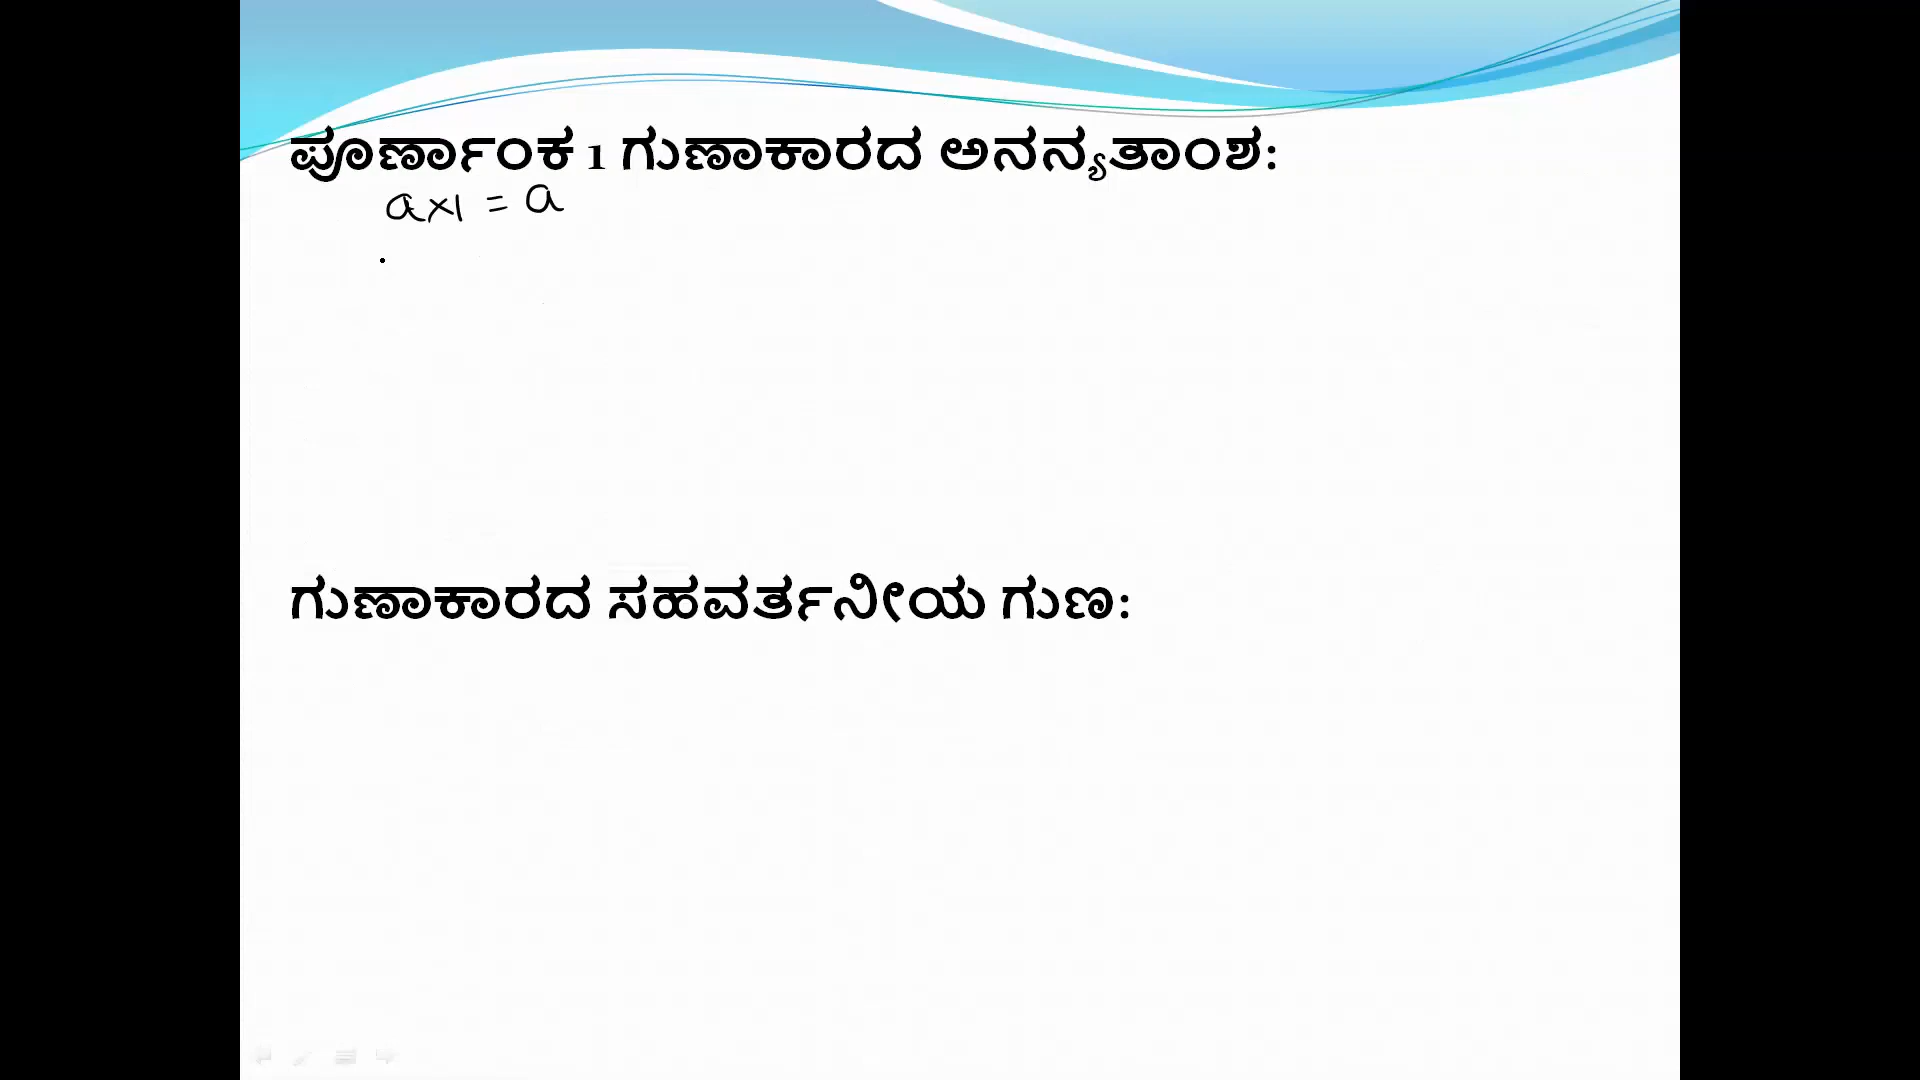 ಪೂರ್ಣಾಂಕ 1 ಗುಣಾಕಾರದ ಅನನ್ಯತಾಂಶ:
a×1 = a
ಗುಣಾಕಾರದ ಸಹವರ್ತನೀಯ ಗುಣ: